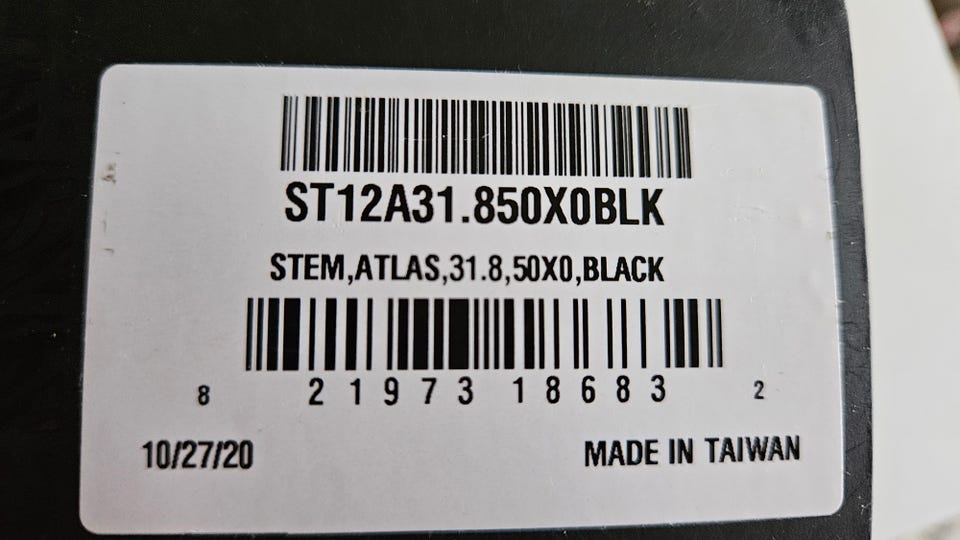 ST12A31.850X0BLK
STEM,ATLAS,31.8,50X0,BLACK
8 21973 18683 2
10/27/20 MADE IN TAIWAN